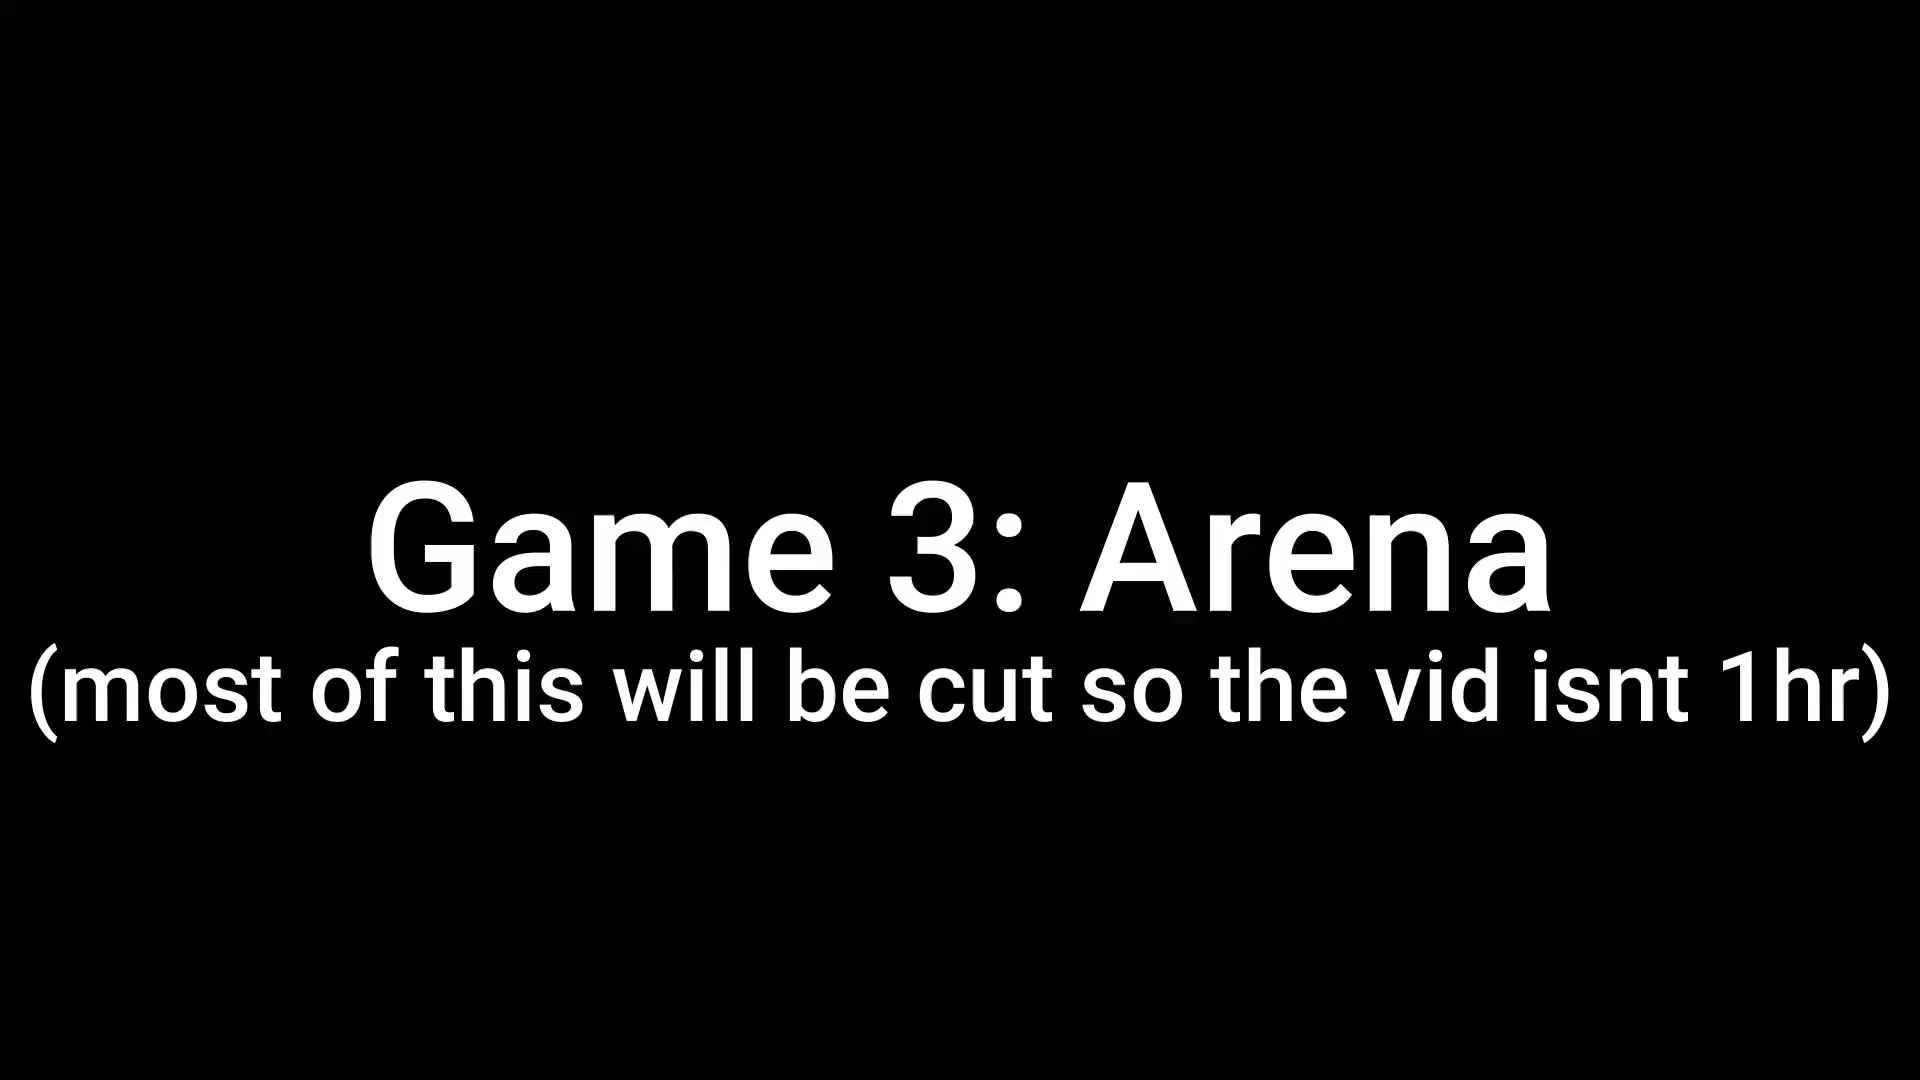 Game 3: Arena
(most of this will be cut so the vid isnt 1hr)